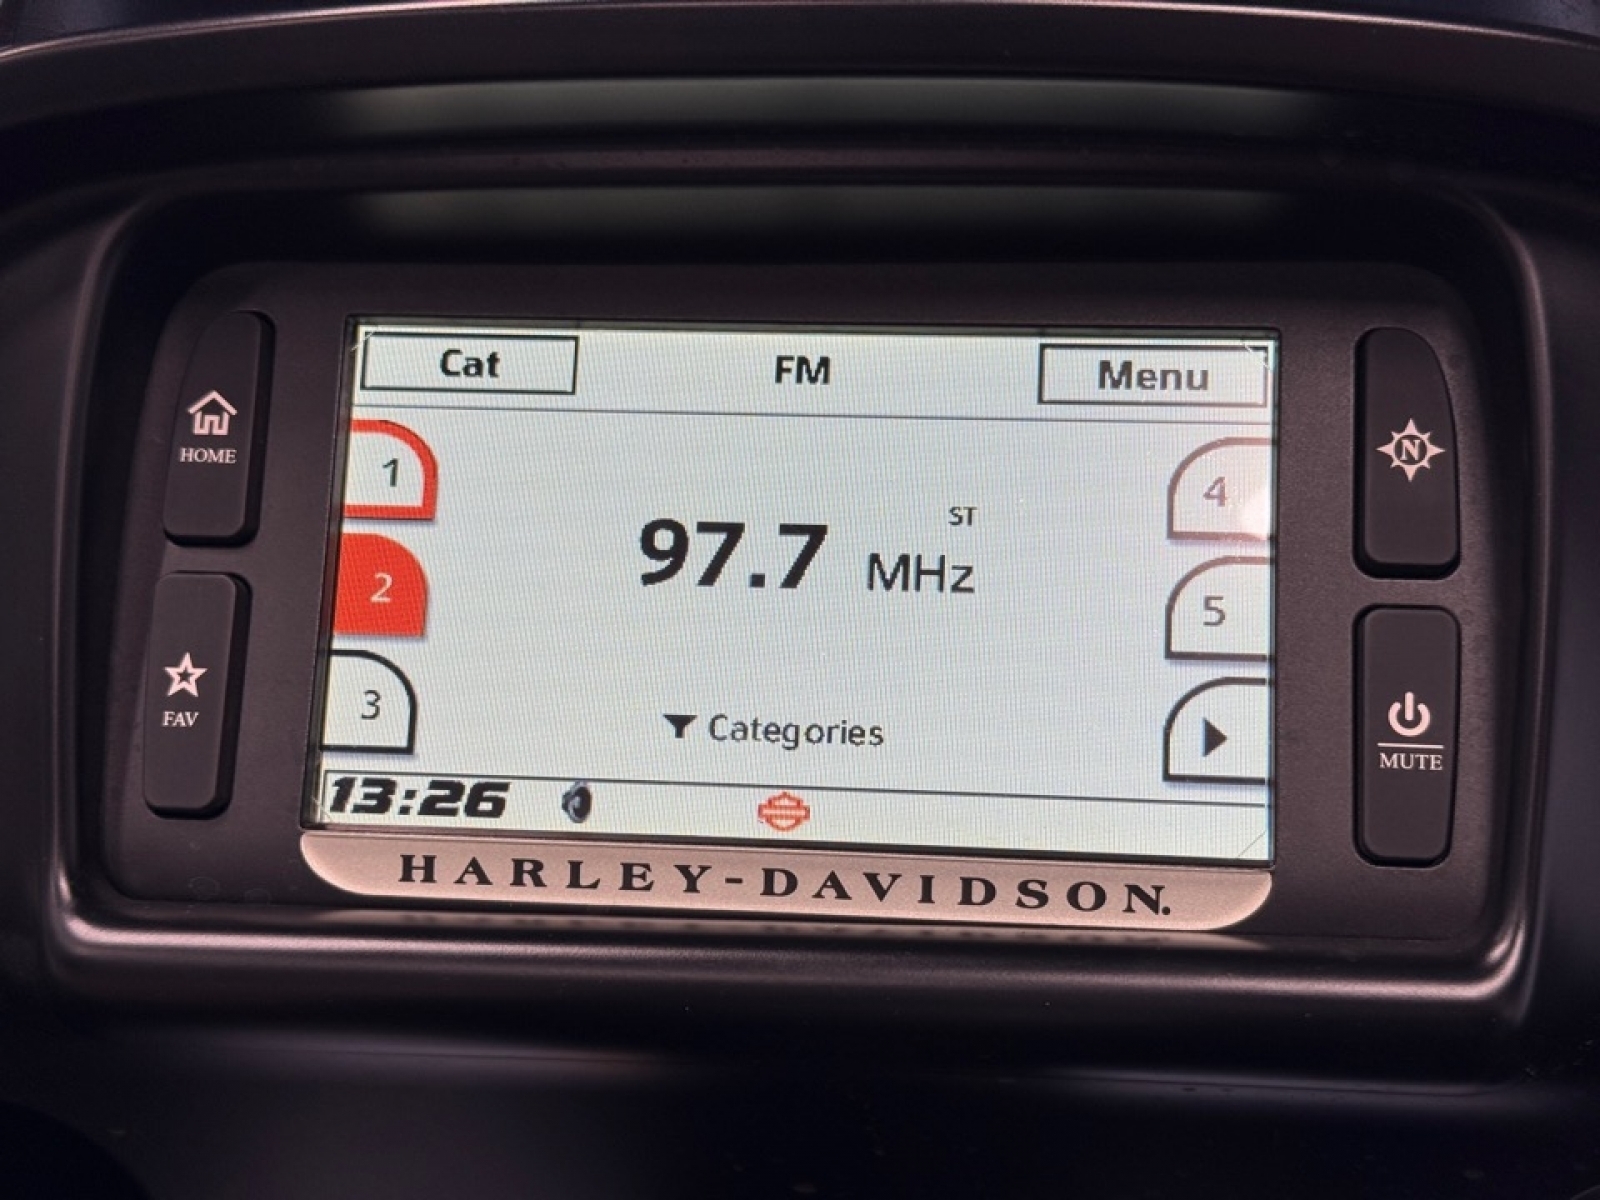 Cat
FM
Menu
HOME
1
4
N
ST
97.7 MHz
2
5
FAV
3
Categories
MUTE
13:26
HARLEY-DAVIDSON.